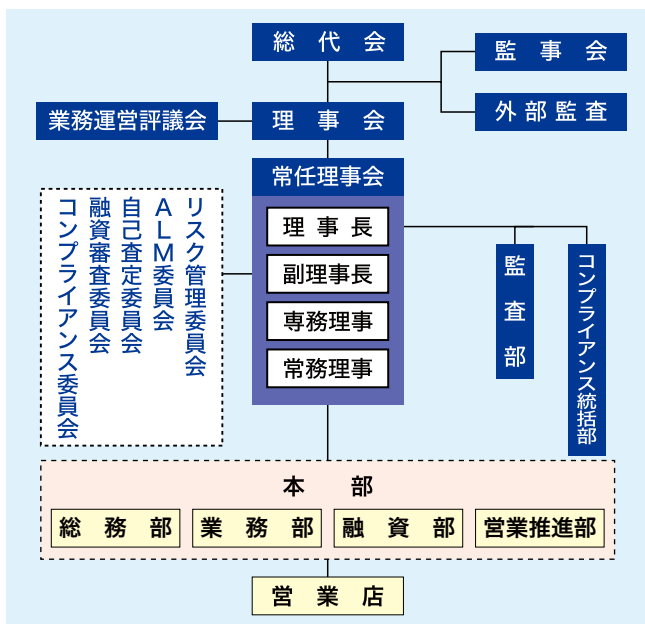 総代会
監事会
外部監査
業務運営評議会
理事会
常任理事会
理事長
副理事長
専務理事
常務理事
リスク管理委員会
ALM委員会
自己査定委員会
融資審査委員会
コンプライアンス委員会
監査部
コンプライアンス統括部
本部
総務部
業務部
融資部
営業推進部
営業店